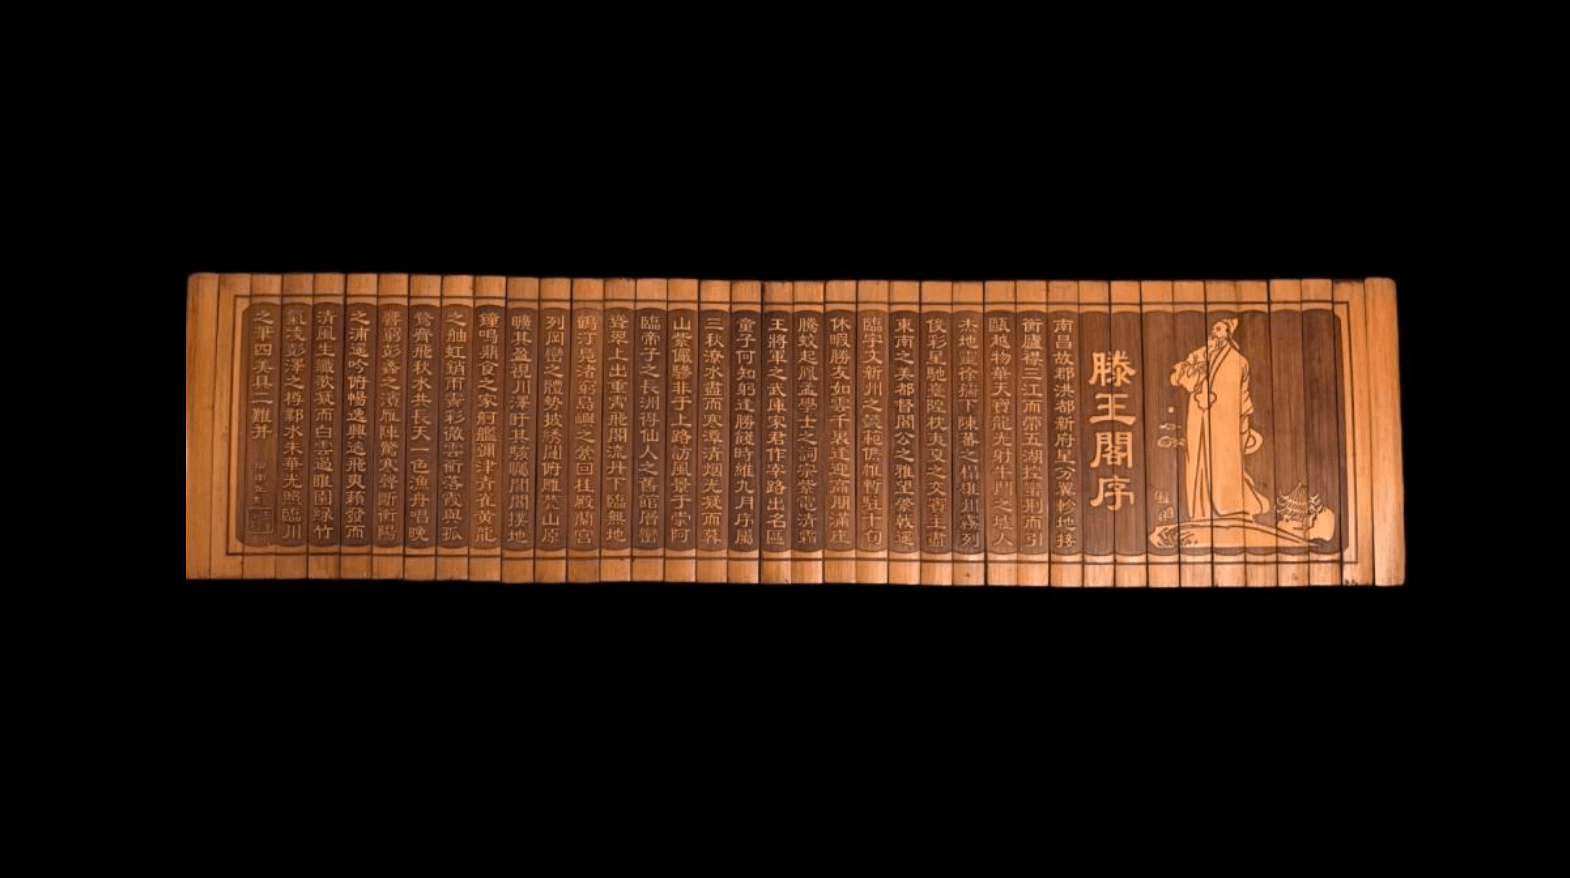 滕王閣序
南昌故郡洪都新府星分翼軫地接
衡廬襟三江而帶五湖控蠻荊而引
甌越物華天寶龍光射牛斗之墟人
杰地靈徐孺下陳蕃之榻雄州霧列
俊彩星馳臺隍枕夷夏之交賓主盡
東南之美都督閻公之雅望棨戟遙
臨宇文新州之懿範襜帷暫駐十旬
休暇勝友如雲千里逢迎高朋滿座
騰蛟起鳳孟學士之詞宗紫電清霜
王將軍之武庫家君作宰路出名區
童子何知躬逢勝餞時維九月序屬
三秋潦水盡而寒潭清烟光凝而暮
山紫儼驂騑于上路訪風景于崇阿
臨帝子之長洲得仙人之舊館層巒
聳翠上出重霄飛閣流丹下臨無地
鶴汀鳧渚窮島嶼之縈回桂殿蘭宮
列岡巒之體勢披綉闥俯雕甍山原
曠其盈視川澤盱其駭矚閭閻撲地
鐘鳴鼎食之家舸艦彌津青雀黃龍
之舳虹銷雨霽彩徹雲衢落霞與孤
鶩齊飛秋水共長天一色漁舟唱晚
響窮彭蠡之濱雁陣驚寒聲斷衡陽
之浦遙吟俯暢逸興遄飛爽籟發而
清風生纖歌凝而白雲遏睢園綠竹
氣凌彭澤之樽鄴水朱華光照臨川
之筆四美具二難并